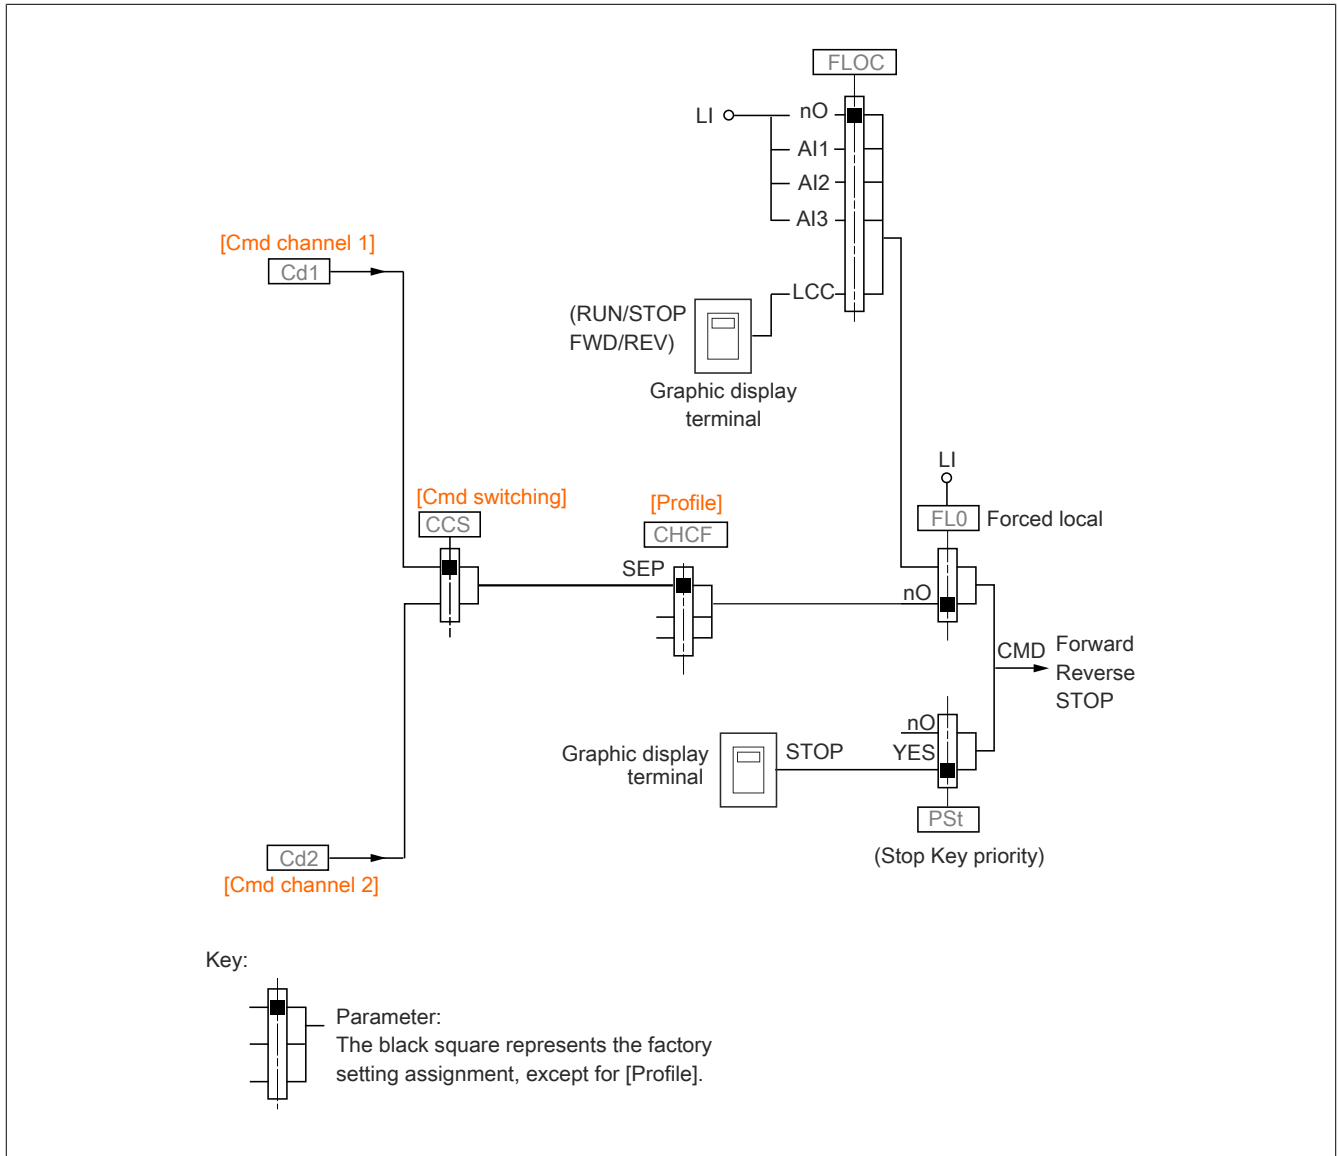 FLOC
LI
nO
AI1
AI2
AI3
LCC
[Cmd channel 1]
Cd1
(RUN/STOP
FWD/REV)
Graphic display
terminal
LI
[Cmd switching]
CCS
[Profile]
CHCF
FL0
Forced local
SEP
nO
CMD
Forward
Reverse
STOP
nO
Graphic display
terminal
STOP
YES
PSt
(Stop Key priority)
Cd2
[Cmd channel 2]
Key:
Parameter:
The black square represents the factory
setting assignment, except for [Profile].